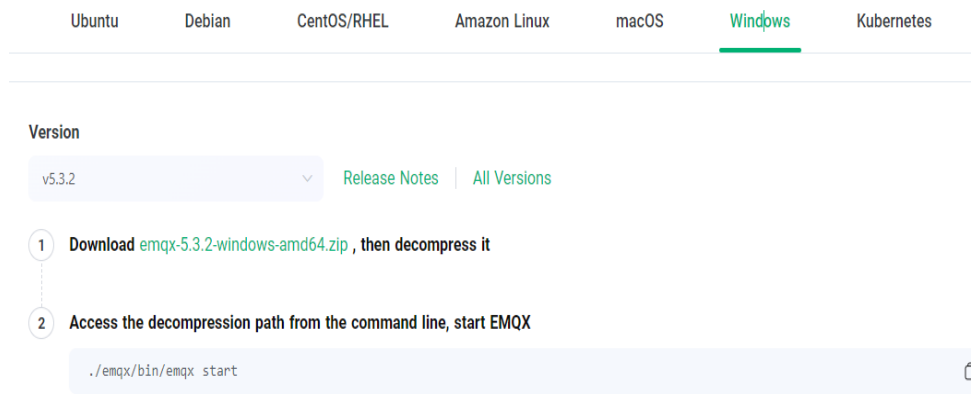 Ubuntu Debian CentOS/RHEL Amazon Linux macOS Windows Kubernetes
Version
v5.3.2 Release Notes All Versions
1 Download emqx-5.3.2-windows-amd64.zip , then decompress it
2 Access the decompression path from the command line, start EMQX
./emqx/bin/emqx start